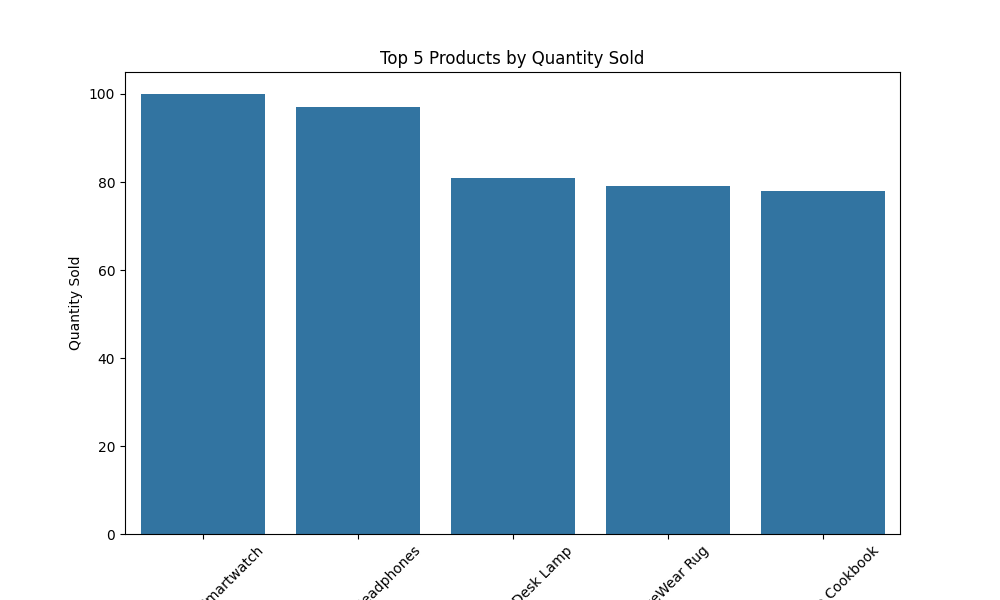 Top 5 Products by Quantity Sold
Quantity Sold
100
80
60
40
20
0
martwatch
eadphones
Desk Lamp
eWear Rug
Cookbook